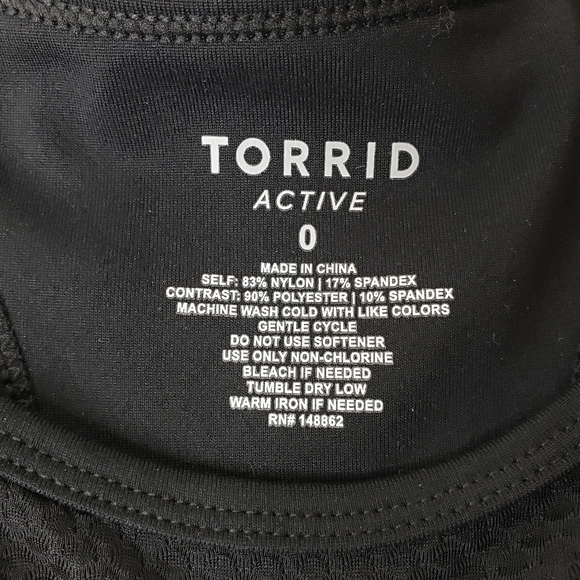 TORRID
ACTIVE
0
MADE IN CHINA
SELF: 83% NYLON | 17% SPANDEX
CONTRAST: 90% POLYESTER | 10% SPANDEX
MACHINE WASH COLD WITH LIKE COLORS
GENTLE CYCLE
DO NOT USE SOFTENER
USE ONLY NON-CHLORINE
BLEACH IF NEEDED
TUMBLE DRY LOW
WARM IRON IF NEEDED
RN# 148862